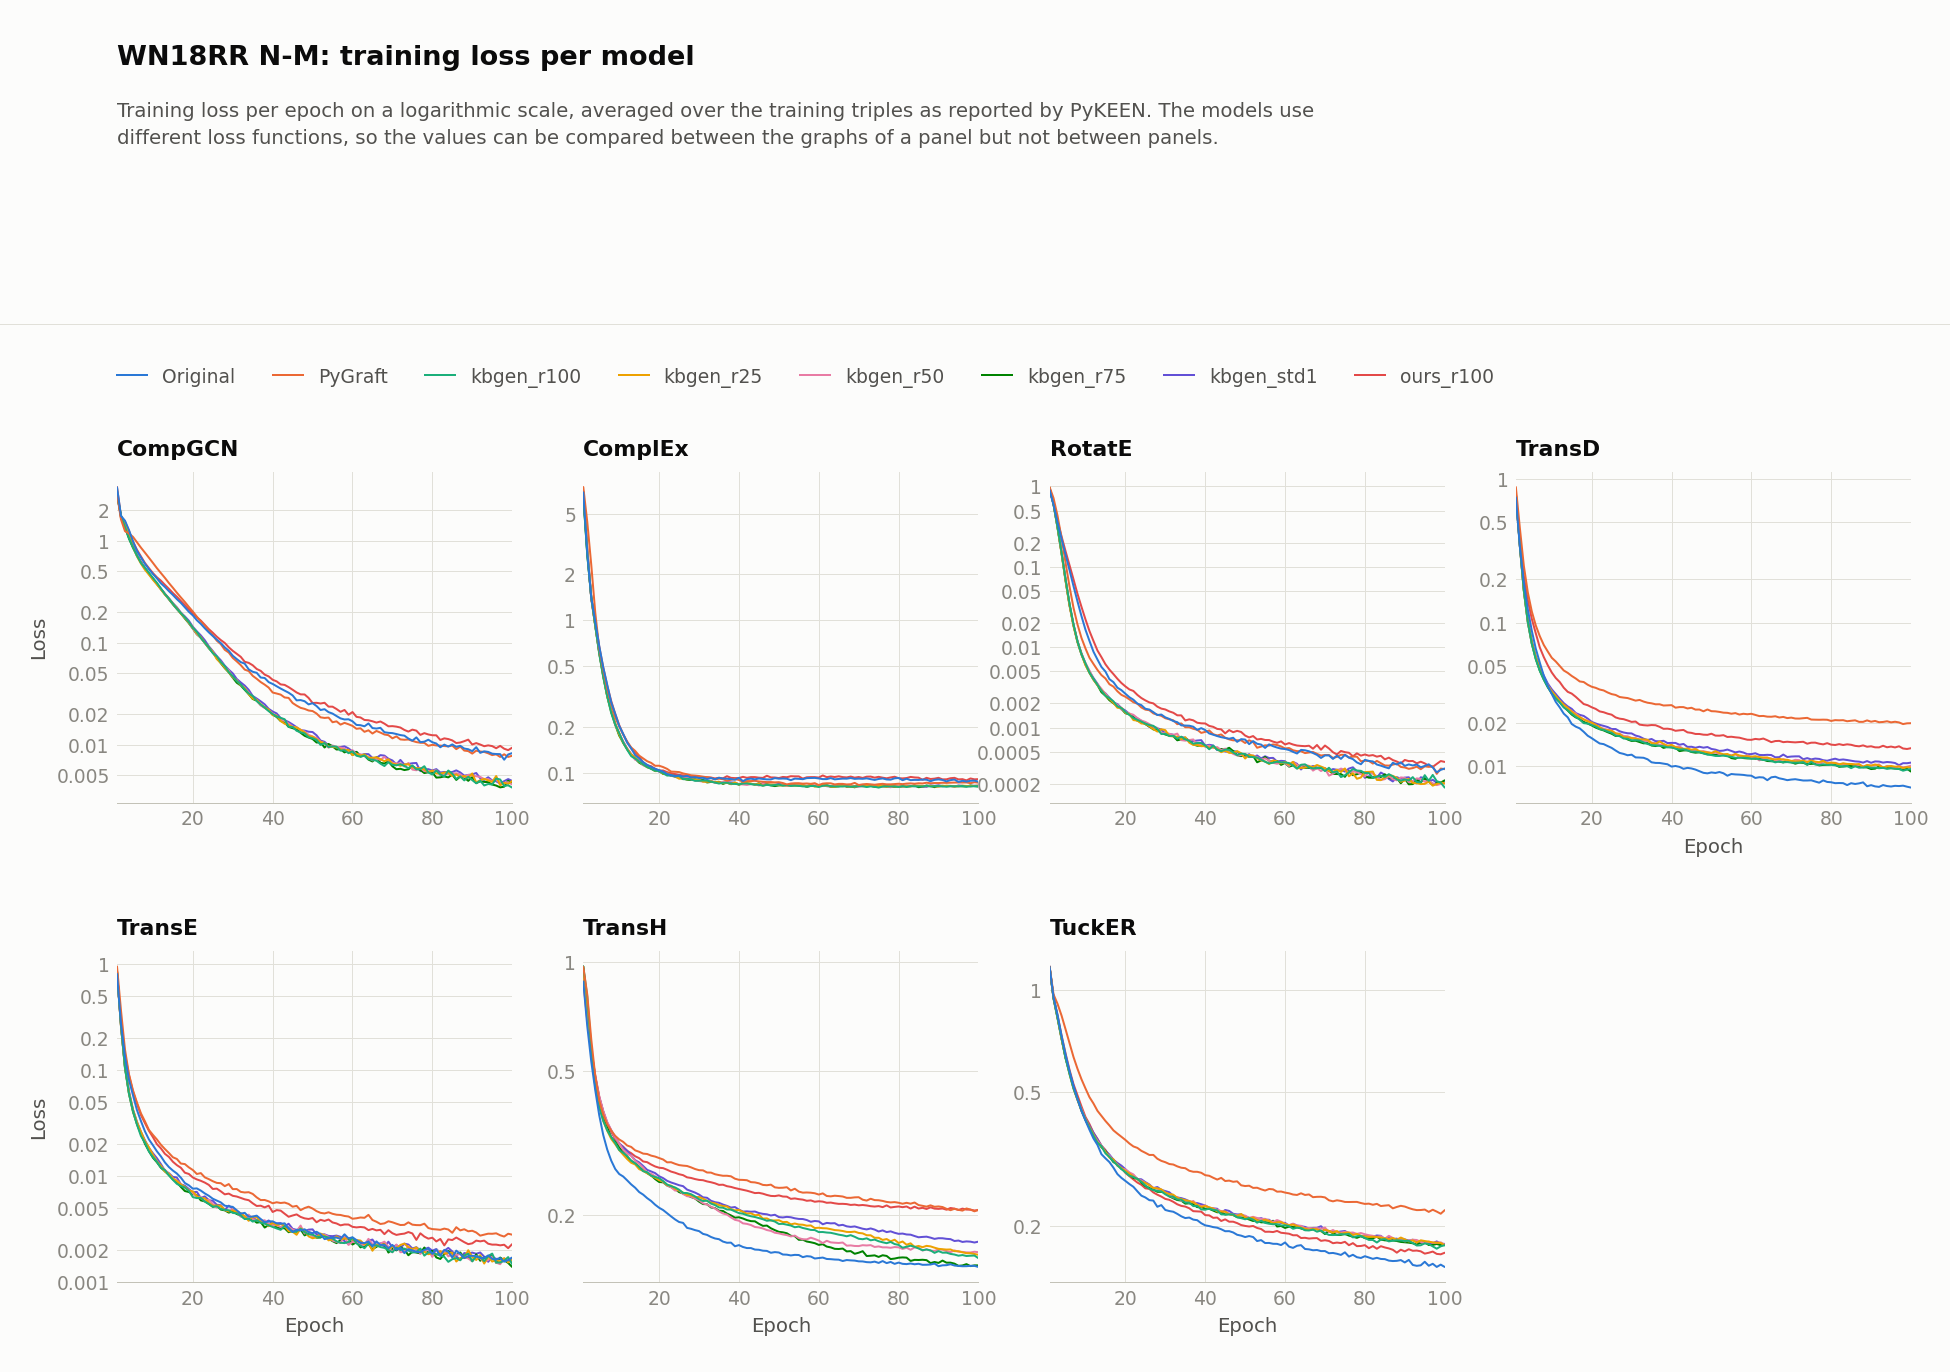 WN18RR N-M: training loss per model
Training loss per epoch on a logarithmic scale, averaged over the training triples as reported by PyKEEN. The models use
different loss functions, so the values can be compared between the graphs of a panel but not between panels.
Original PyGraft kbgen_r100 kbgen_r25 kbgen_r50 kbgen_r75 kbgen_std1 ours_r100
CompGCN
Loss
2
1
0.5
0.2
0.1
0.05
0.02
0.01
0.005
20 40 60 80 100
ComplEx
5
2
1
0.5
0.2
0.1
20 40 60 80 100
RotatE
1
0.5
0.2
0.1
0.05
0.02
0.01
0.005
0.002
0.001
0.0005
0.0002
20 40 60 80 100
TransD
1
0.5
0.2
0.1
0.05
0.02
0.01
20 40 60 80 100
Epoch
TransE
Loss
1
0.5
0.2
0.1
0.05
0.02
0.01
0.005
0.002
0.001
20 40 60 80 100
Epoch
TransH
1
0.5
0.2
20 40 60 80 100
Epoch
TuckER
1
0.5
0.2
20 40 60 80 100
Epoch